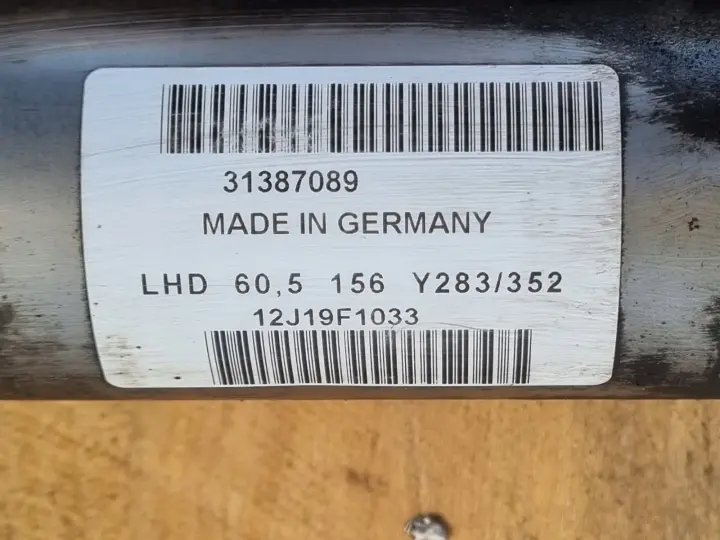 31387089
MADE IN GERMANY
LHD 60,5 156 Y283/352
12J19F1033